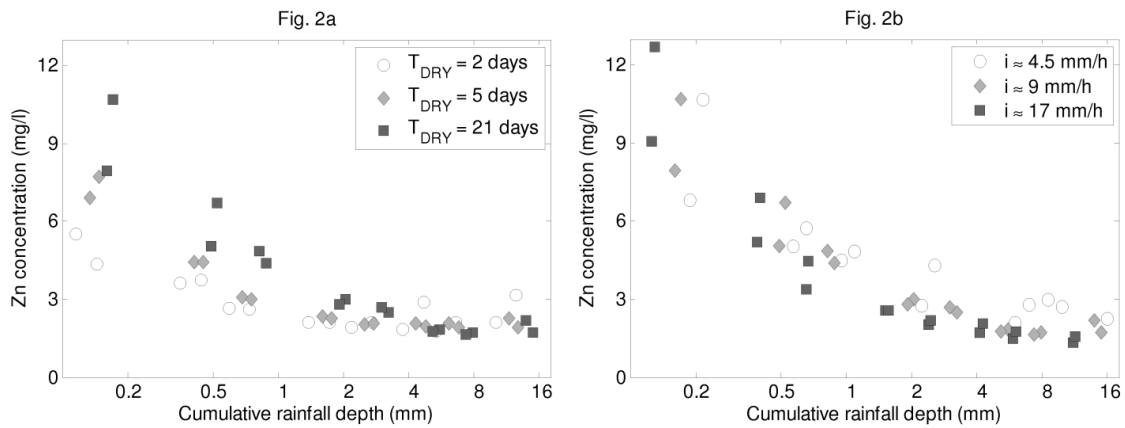 Fig. 2a
Zn concentration (mg/l)
12
9
6
3
0
T_DRY = 2 days
T_DRY = 5 days
T_DRY = 21 days
0.2 0.5 1 2 4 8 16
Cumulative rainfall depth (mm)
Fig. 2b
Zn concentration (mg/l)
12
9
6
3
0
i ≈ 4.5 mm/h
i ≈ 9 mm/h
i ≈ 17 mm/h
0.2 0.5 1 2 4 8 16
Cumulative rainfall depth (mm)